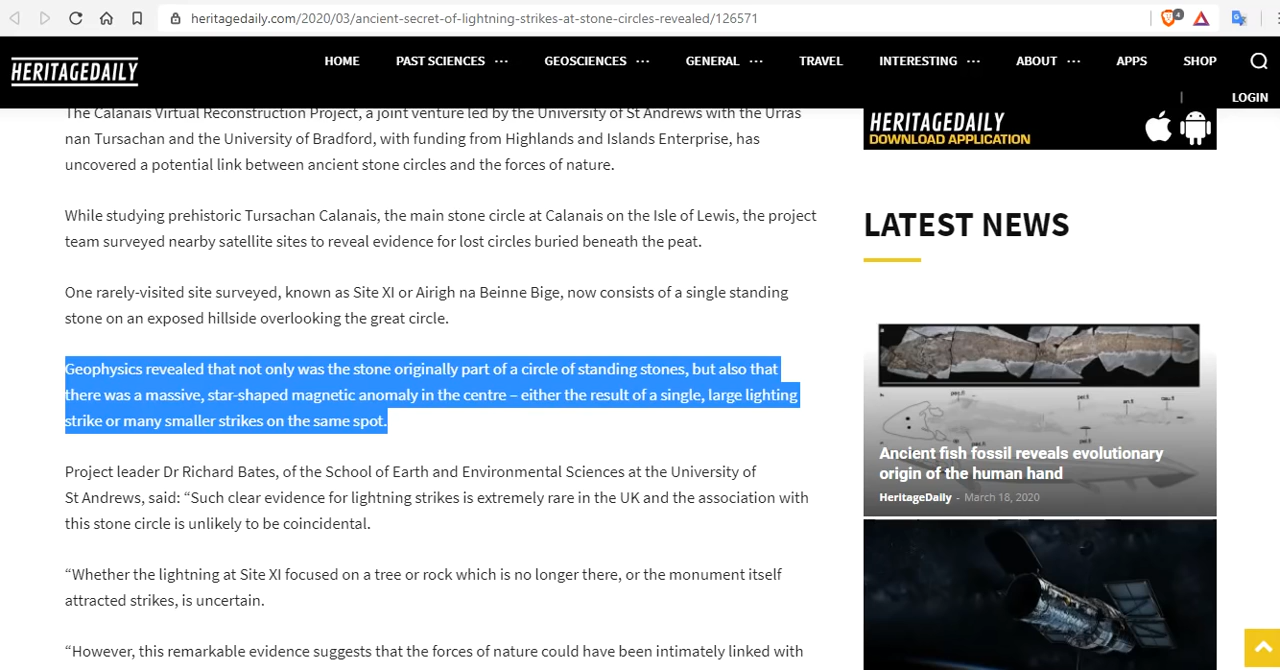 heritagedaily.com/2020/03/ancient-secret-of-lightning-strikes-at-stone-circles-revealed/126571
4
HERITAGEDAILY
HOME
PAST SCIENCES ...
GEOSCIENCES ...
GENERAL ...
TRAVEL
INTERESTING ...
ABOUT ...
APPS
SHOP
LOGIN
The Calanais Virtual Reconstruction Project, a joint venture led by the University of St Andrews with the Urras
nan Tursachan and the University of Bradford, with funding from Highlands and Islands Enterprise, has
uncovered a potential link between ancient stone circles and the forces of nature.
While studying prehistoric Tursachan Calanais, the main stone circle at Calanais on the Isle of Lewis, the project
team surveyed nearby satellite sites to reveal evidence for lost circles buried beneath the peat.
One rarely-visited site surveyed, known as Site XI or Airigh na Beinne Bige, now consists of a single standing
stone on an exposed hillside overlooking the great circle.
Geophysics revealed that not only was the stone originally part of a circle of standing stones, but also that
there was a massive, star-shaped magnetic anomaly in the centre – either the result of a single, large lighting
strike or many smaller strikes on the same spot.
Project leader Dr Richard Bates, of the School of Earth and Environmental Sciences at the University of
St Andrews, said: “Such clear evidence for lightning strikes is extremely rare in the UK and the association with
this stone circle is unlikely to be coincidental.
“Whether the lightning at Site XI focused on a tree or rock which is no longer there, or the monument itself
attracted strikes, is uncertain.
“However, this remarkable evidence suggests that the forces of nature could have been intimately linked with
HERITAGEDAILY
DOWNLOAD APPLICATION
LATEST NEWS
Ancient fish fossil reveals evolutionary
origin of the human hand
HeritageDaily - March 18, 2020